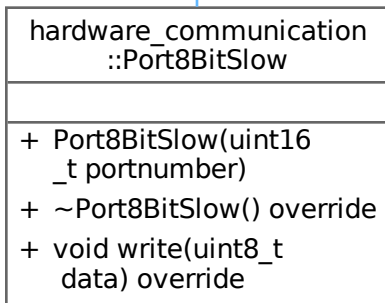 hardware_communication
::Port8BitSlow
+ Port8BitSlow(uint16
_t portnumber)
+ ~Port8BitSlow() override
+ void write(uint8_t
data) override